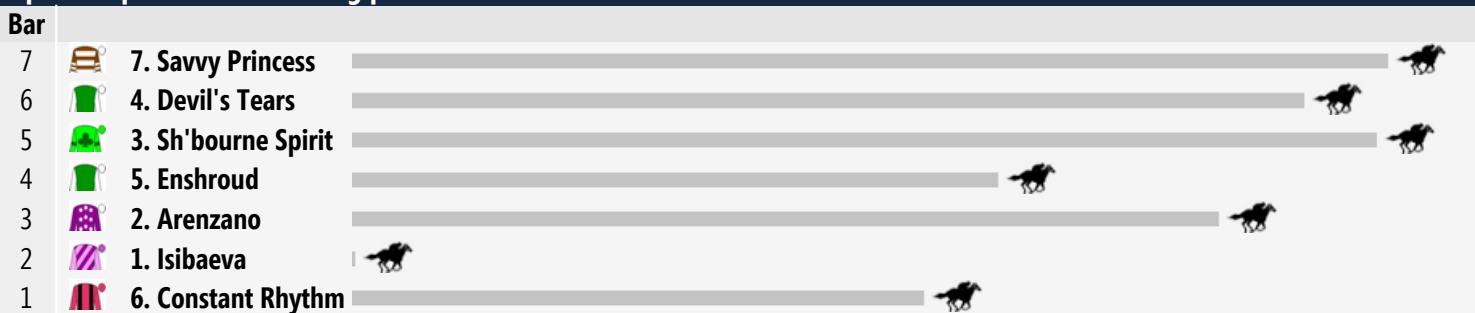 Bar
7 7. Savvy Princess
6 4. Devil's Tears
5 3. Sh'bourne Spirit
4 5. Enshroud
3 2. Arenzano
2 1. Isibaeva
1 6. Constant Rhythm